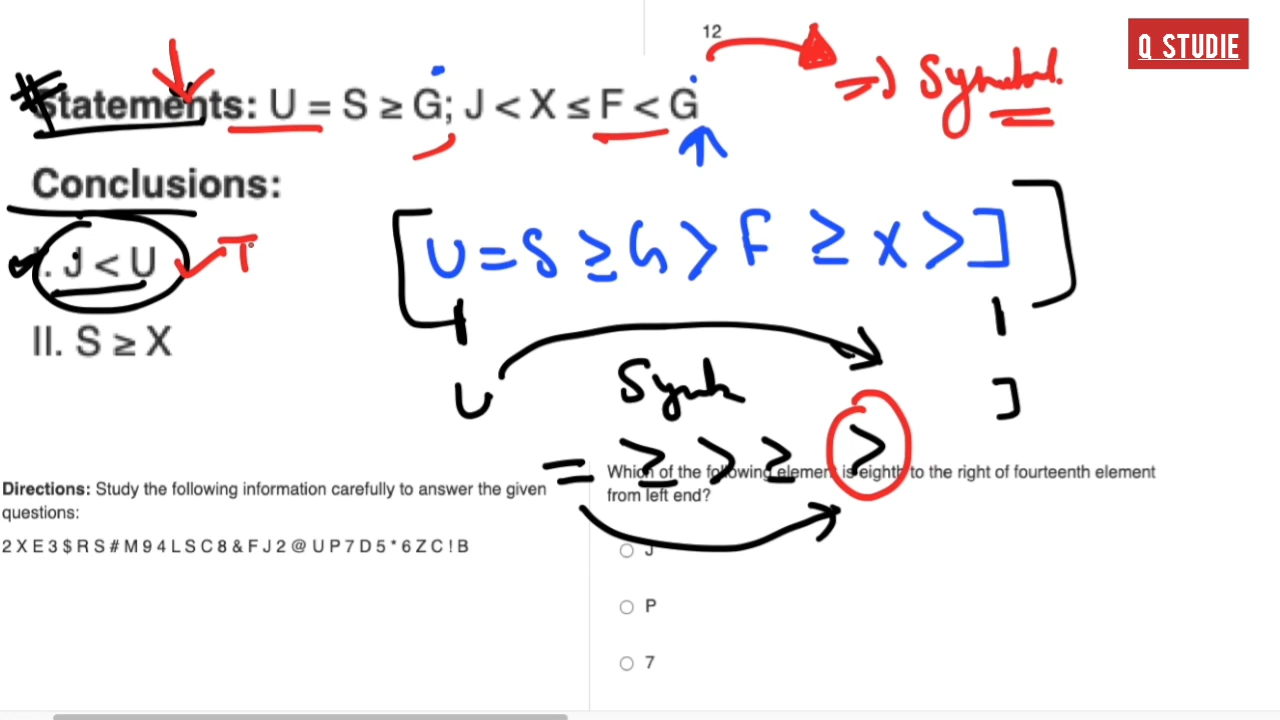 12
Q STUDIE
Statements: U = S ≥ G; J < X ≤ F < G
=> Symbol.
Conclusions:
U = S ≥ G > F ≥ X > J
I. J < U T
II. S ≥ X
U Symb J
= ≥ > ≥ >
Directions: Study the following information carefully to answer the given
questions:
2 X E 3 $ R S # M 9 4 L S C 8 & F J 2 @ U P 7 D 5 * 6 Z C ! B
Which of the following element is eighth to the right of fourteenth element
from left end?
J
P
7